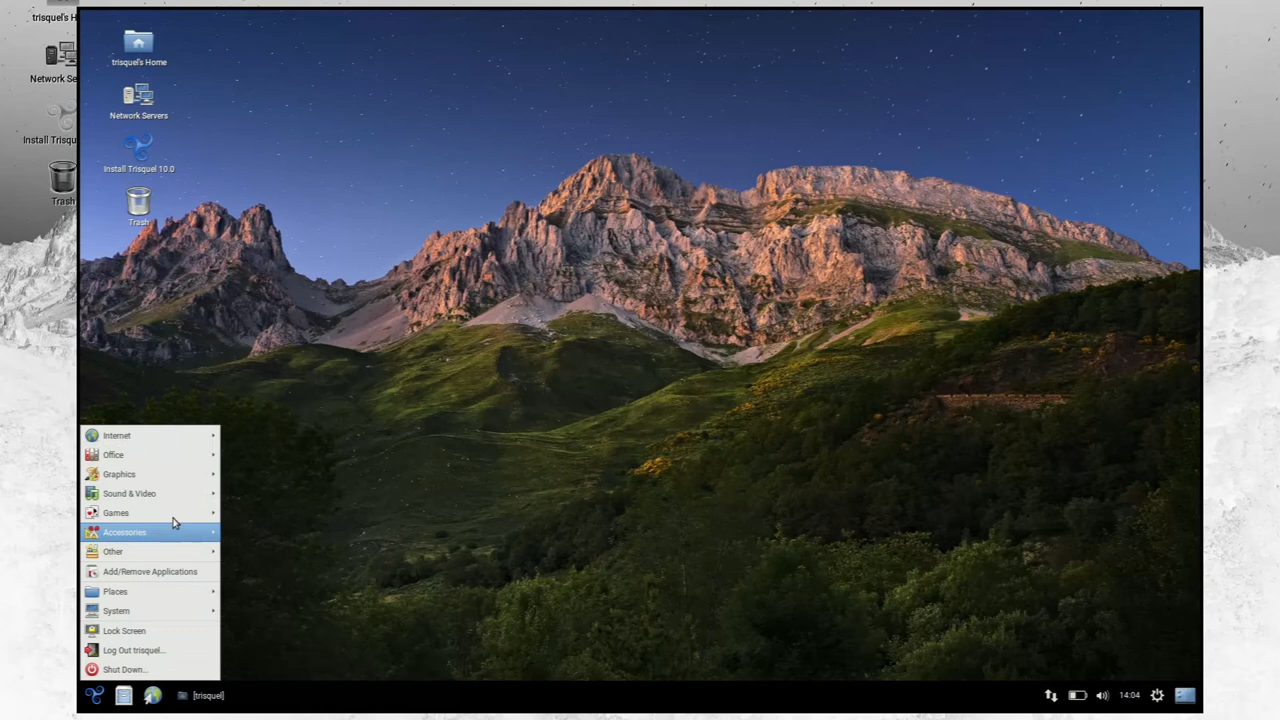 trisquel's H
Network Se
Install Trisqu
Trash
trisquel's Home
Network Servers
Install Trisquel 10.0
Trash
Internet
Office
Graphics
Sound & Video
Games
Accessories
Other
Add/Remove Applications
Places
System
Lock Screen
Log Out trisquel...
Shut Down...
[trisquel]
14:04